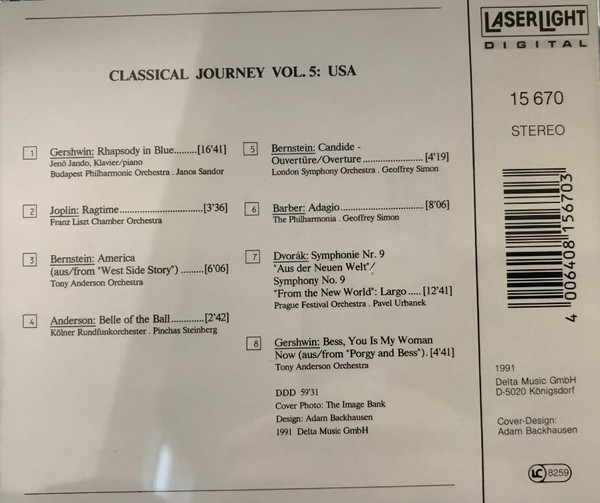 CLASSICAL JOURNEY VOL. 5: USA
1 Gershwin: Rhapsody in Blue.........[16'41]
Jenö Jando, Klavier/piano
Budapest Philharmonic Orchestra . Janos Sandor
2 Joplin: Ragtime..........................[3'36]
Franz Liszt Chamber Orchestra
3 Bernstein: America
(aus/from "West Side Story") ........[6'06]
Tony Anderson Orchestra
4 Anderson: Belle of the Ball.............[2'42]
Kölner Rundfunkorchester . Pinchas Steinberg
5 Bernstein: Candide -
Ouvertüre/Overture ........................ [4'19]
London Symphony Orchestra . Geoffrey Simon
6 Barber: Adagio................................. [8'06]
The Philharmonia . Geoffrey Simon
7 Dvorák: Symphonie Nr. 9
"Aus der Neuen Welt"/
Symphony No. 9
"From the New World": Largo ..... [12'41]
Prague Festival Orchestra . Pavel Urbanek
8 Gershwin: Bess, You Is My Woman
Now (aus/from "Porgy and Bess"). [4'41]
Tony Anderson Orchestra
DDD 59'31
Cover Photo: The Image Bank
Design: Adam Backhausen
1991 Delta Music GmbH
LASERLIGHT
DIGITAL
15 670
STEREO
4 006408 156703
1991
Delta Music GmbH
D-5020 Königsdorf
Cover-Design:
Adam Backhausen
LC 8259